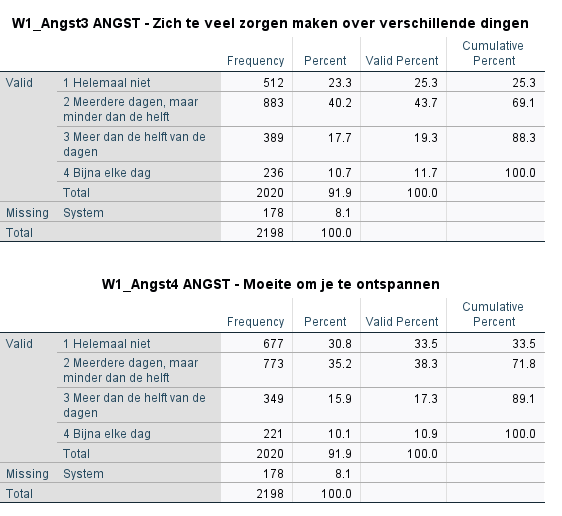 W1_Angst3 ANGST - Zich te veel zorgen maken over verschillende dingen
Frequency Percent Valid Percent Cumulative Percent
Valid 1 Helemaal niet 512 23.3 25.3 25.3
2 Meerdere dagen, maar minder dan de helft 883 40.2 43.7 69.1
3 Meer dan de helft van de dagen 389 17.7 19.3 88.3
4 Bijna elke dag 236 10.7 11.7 100.0
Total 2020 91.9 100.0
Missing System 178 8.1
Total 2198 100.0
W1_Angst4 ANGST - Moeite om je te ontspannen
Frequency Percent Valid Percent Cumulative Percent
Valid 1 Helemaal niet 677 30.8 33.5 33.5
2 Meerdere dagen, maar minder dan de helft 773 35.2 38.3 71.8
3 Meer dan de helft van de dagen 349 15.9 17.3 89.1
4 Bijna elke dag 221 10.1 10.9 100.0
Total 2020 91.9 100.0
Missing System 178 8.1
Total 2198 100.0